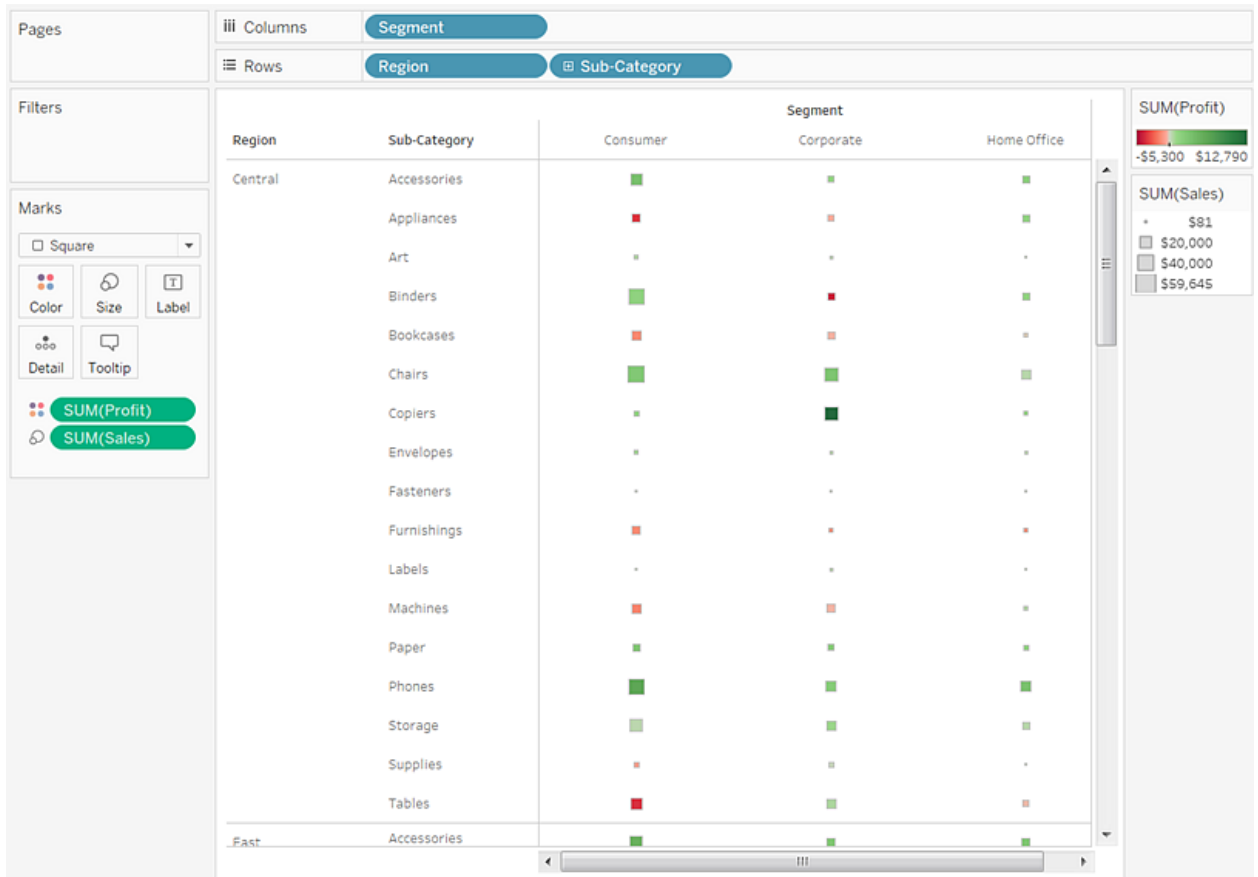 Pages
Columns Segment
Rows Region Sub-Category
Filters
Marks
Square
Color Size Label
Detail Tooltip
SUM(Profit)
SUM(Sales)
Segment
Region Sub-Category Consumer Corporate Home Office
Central Accessories
Appliances
Art
Binders
Bookcases
Chairs
Copiers
Envelopes
Fasteners
Furnishings
Labels
Machines
Paper
Phones
Storage
Supplies
Tables
East Accessories
SUM(Profit)
-$5,300 $12,790
SUM(Sales)
$81
$20,000
$40,000
$59,645